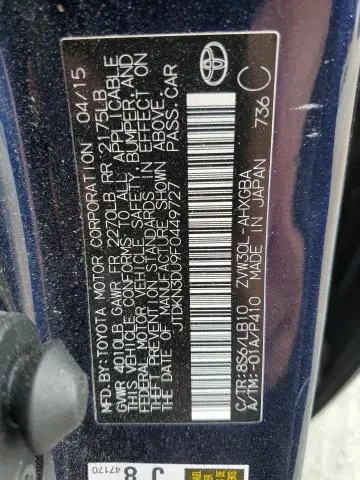 MFD.BY:TOYOTA MOTOR CORPORATION 04/15
GVWR 4010LB GAWR FR 2270LB RR 2175LB
THIS VEHICLE CONFORMS TO ALL APPLICABLE
FEDERAL MOTOR VEHICLE SAFETY, BUMPER, AND
THEFT PREVENTION STANDARDS IN EFFECT ON
THE DATE OF MANUFACTURE SHOWN ABOVE.
JTDKN3DU9F0449727 PASS.CAR
C/TR:8S6/LB10 ZVW30L-AHXGBA
A/TM:-01A/P410 MADE IN JAPAN 736 C
47170